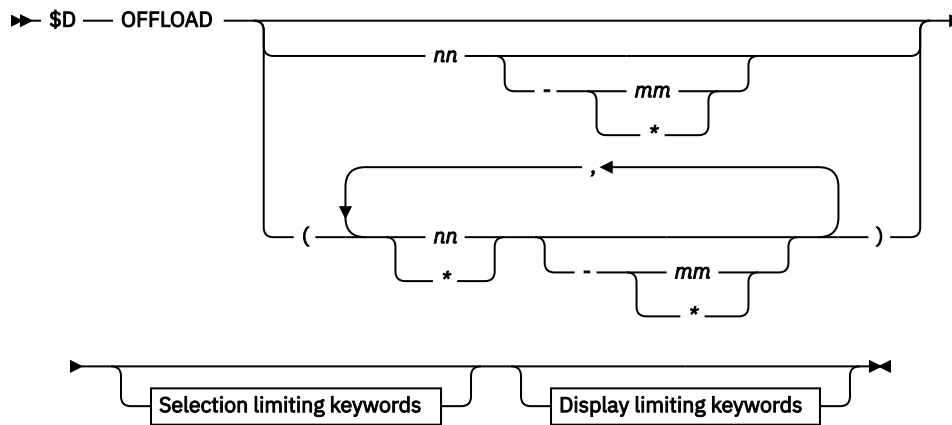 $D OFFLOAD
nn
- mm
*
,
( nn )
* - mm
*
Selection limiting keywords Display limiting keywords